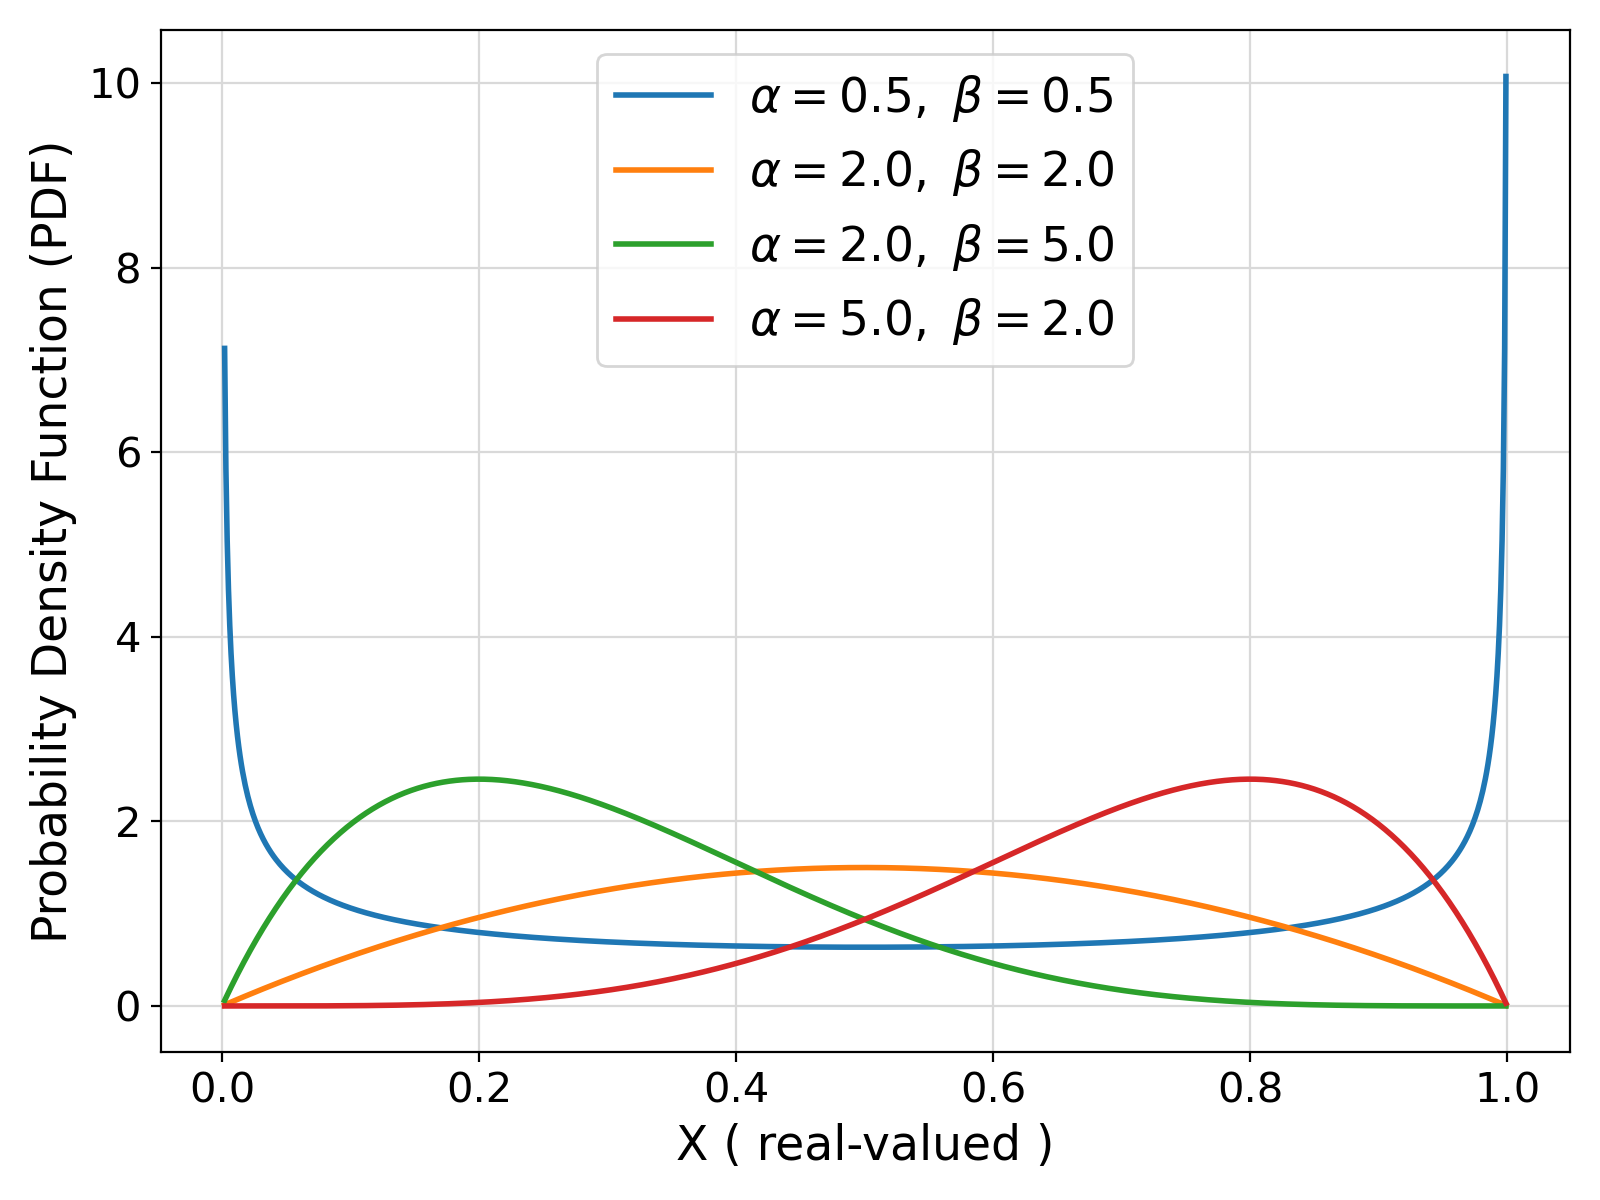 10
8
6
4
2
0
Probability Density Function (PDF)
α = 0.5, β = 0.5
α = 2.0, β = 2.0
α = 2.0, β = 5.0
α = 5.0, β = 2.0
0.0 0.2 0.4 0.6 0.8 1.0
X ( real-valued )